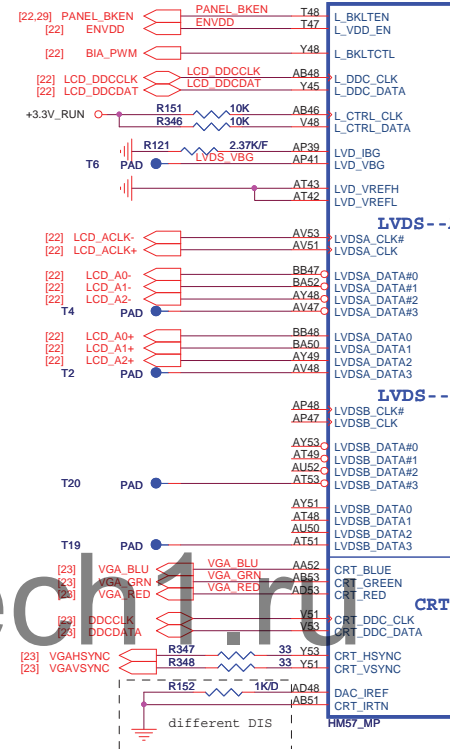 [22,29] PANEL_BKEN PANEL_BKEN T48 L_BKLTEN
[22] ENVDD ENVDD T47 L_VDD_EN
[22] BIA_PWM Y48 L_BKLTCTL
[22] LCD_DDCCLK LCD_DDCCLK AB48 L_DDC_CLK
[22] LCD_DDCDAT LCD_DDCDAT Y45 L_DDC_DATA
+3.3V_RUN R151 10K AB46 L_CTRL_CLK
R346 10K V48 L_CTRL_DATA
R121 2.37K/F AP39 LVD_IBG
T6 PAD LVDS_VBG AP41 LVD_VBG
AT43 LVD_VREFH
AT42 LVD_VREFL
LVDS--
[22] LCD_ACLK- AV53 LVDSA_CLK#
[22] LCD_ACLK+ AV51 LVDSA_CLK
[22] LCD_A0- BB47 LVDSA_DATA#0
[22] LCD_A1- BA52 LVDSA_DATA#1
[22] LCD_A2- AY48 LVDSA_DATA#2
T4 PAD AV47 LVDSA_DATA#3
[22] LCD_A0+ BB48 LVDSA_DATA0
[22] LCD_A1+ BA50 LVDSA_DATA1
[22] LCD_A2+ AY49 LVDSA_DATA2
T2 PAD AV48 LVDSA_DATA3
LVDS--
AP48 LVDSB_CLK#
AP47 LVDSB_CLK
AY53 LVDSB_DATA#0
AT49 LVDSB_DATA#1
AU52 LVDSB_DATA#2
T20 PAD AT53 LVDSB_DATA#3
AY51 LVDSB_DATA0
AT48 LVDSB_DATA1
AU50 LVDSB_DATA2
T19 PAD AT51 LVDSB_DATA3
[23] VGA_BLU VGA_BLU AA52 CRT_BLUE
[23] VGA_GRN VGA_GRN AB53 CRT_GREEN
[23] VGA_RED VGA_RED AD53 CRT_RED
CRT
[23] DDCCLK V51 CRT_DDC_CLK
[23] DDCDATA V53 CRT_DDC_DATA
ech1.ru
[23] VGAHSYNC R347 33 Y53 CRT_HSYNC
[23] VGAVSYNC R348 33 Y51 CRT_VSYNC
R152 1K/D AD48 DAC_IREF
AB51 CRT_IRTN
different DIS HM57_MP